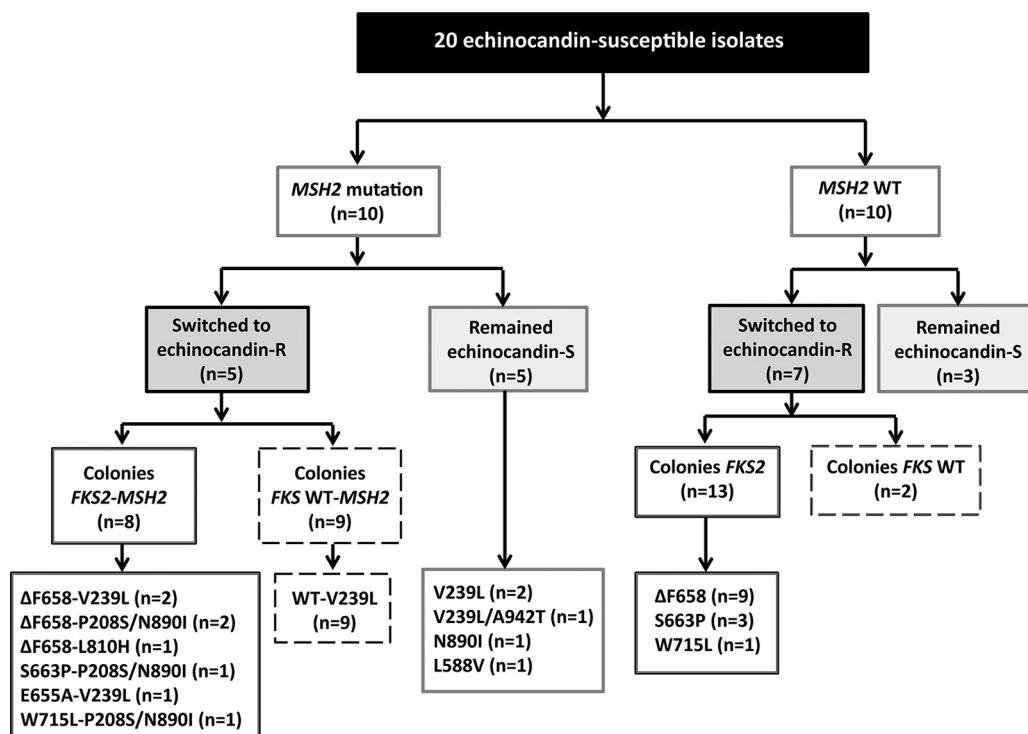 20 echinocandin-susceptible isolates
MSH2 mutation
(n=10)
MSH2 WT
(n=10)
Switched to
echinocandin-R
(n=5)
Remained
echinocandin-S
(n=5)
Switched to
echinocandin-R
(n=7)
Remained
echinocandin-S
(n=3)
Colonies
FKS2-MSH2
(n=8)
Colonies
FKS WT-MSH2
(n=9)
Colonies FKS2
(n=13)
Colonies FKS WT
(n=2)
ΔF658-V239L (n=2)
ΔF658-P208S/N890I (n=2)
ΔF658-L810H (n=1)
S663P-P208S/N890I (n=1)
E655A-V239L (n=1)
W715L-P208S/N890I (n=1)
WT-V239L
(n=9)
V239L (n=2)
V239L/A942T (n=1)
N890I (n=1)
L588V (n=1)
ΔF658 (n=9)
S663P (n=3)
W715L (n=1)